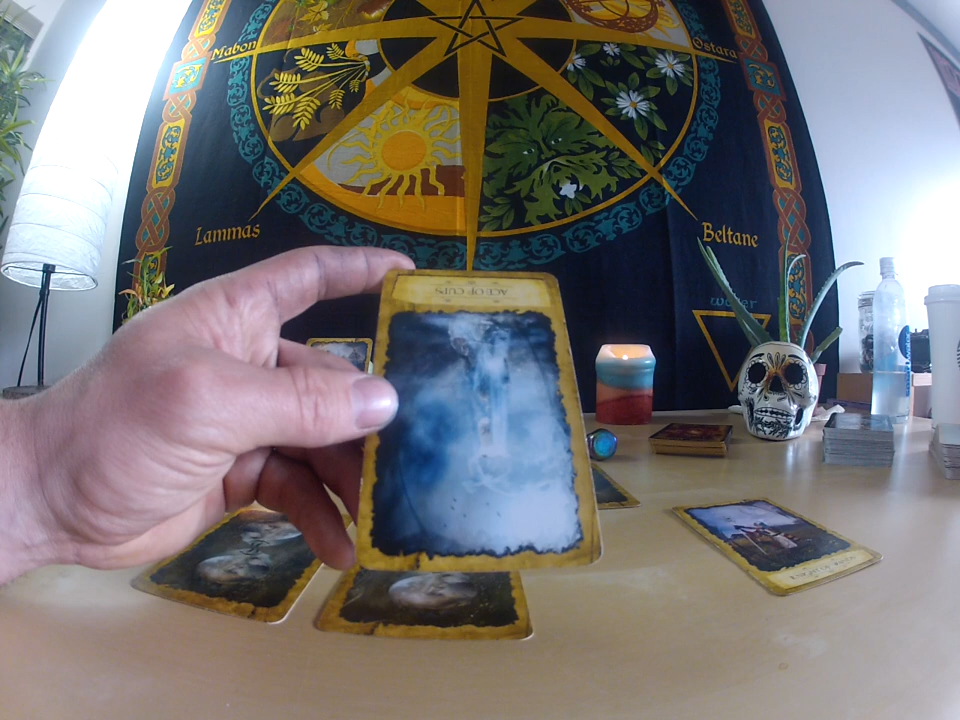 Mabon
Ostara
Lammas
Beltane
water
ACE OF CUPS